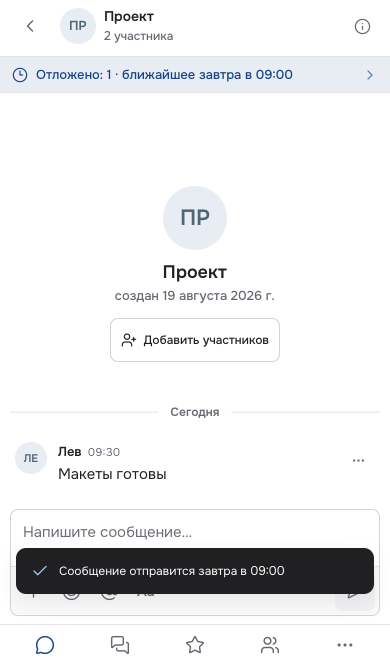 ПР
Проект
2 участника
Отложено: 1 · ближайшее завтра в 09:00
ПР
Проект
создан 19 августа 2026 г.
Добавить участников
Сегодня
ЛЕ
Лев 09:30
Макеты готовы
Напишите сообщение...
Сообщение отправится завтра в 09:00